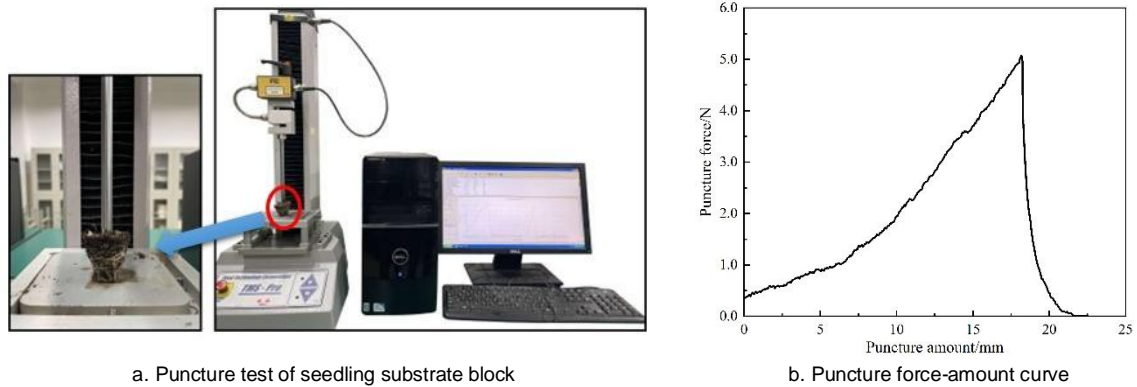 TMS-Pro
DELL
6.0
5.0
4.0
3.0
2.0
1.0
0.0
Puncture force/N
0
5
10
15
20
25
Puncture amount/mm
a. Puncture test of seedling substrate block
b. Puncture force-amount curve